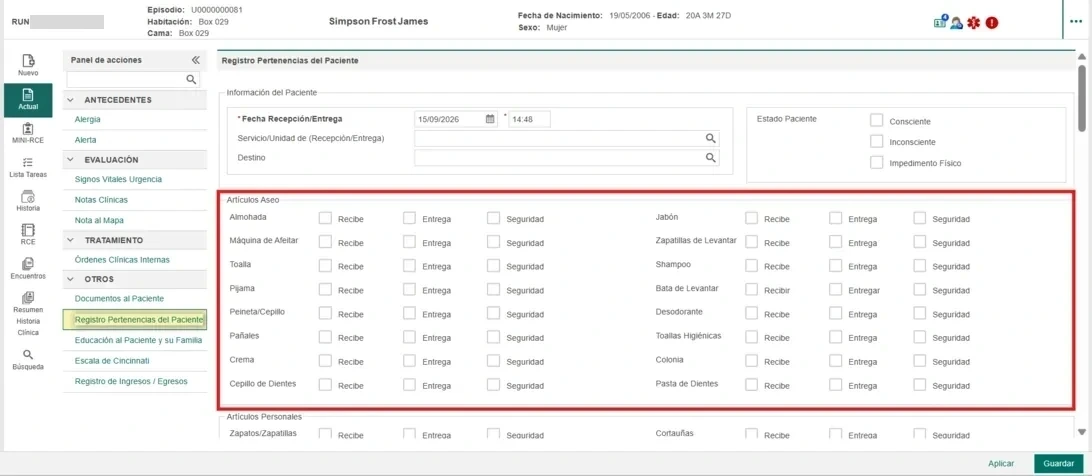 RUN
Episodio: U0000000081
Habitación: Box 029
Cama: Box 029
Simpson Frost James
Fecha de Nacimiento: 19/05/2006 - Edad: 20A 3M 27D
Sexo: Mujer
4
Nuevo
Actual
MINI-RCE
Lista Tareas
Historia
RCE
Encuentros
Resumen
Historia
Clínica
Búsqueda
Panel de acciones
ANTECEDENTES
Alergia
Alerta
EVALUACIÓN
Signos Vitales Urgencia
Notas Clínicas
Nota al Mapa
TRATAMIENTO
Órdenes Clínicas Internas
OTROS
Documentos al Paciente
Registro Pertenencias del Paciente
Educación al Paciente y su Familia
Escala de Cincinnati
Registro de Ingresos / Egresos
Registro Pertenencias del Paciente
Información del Paciente
* Fecha Recepción/Entrega 15/09/2026 * 14:48
Servicio/Unidad de (Recepción/Entrega)
Destino
Estado Paciente
Consciente
Inconsciente
Impedimento Físico
Artículos Aseo
Almohada Recibe Entrega Seguridad Jabón Recibe Entrega Seguridad
Máquina de Afeitar Recibe Entrega Seguridad Zapatillas de Levantar Recibe Entrega Seguridad
Toalla Recibe Entrega Seguridad Shampoo Recibe Entrega Seguridad
Pijama Recibe Entrega Seguridad Bata de Levantar Recibir Entregar Seguridad
Peineta/Cepillo Recibe Entrega Seguridad Desodorante Recibe Entrega Seguridad
Pañales Recibe Entrega Seguridad Toallas Higiénicas Recibe Entrega Seguridad
Crema Recibe Entrega Seguridad Colonia Recibe Entrega Seguridad
Cepillo de Dientes Recibe Entrega Seguridad Pasta de Dientes Recibe Entrega Seguridad
Artículos Personales
Zapatos/Zapatillas Recibe Entrega Seguridad Cortauñas Recibe Entrega Seguridad
Aplicar
Guardar